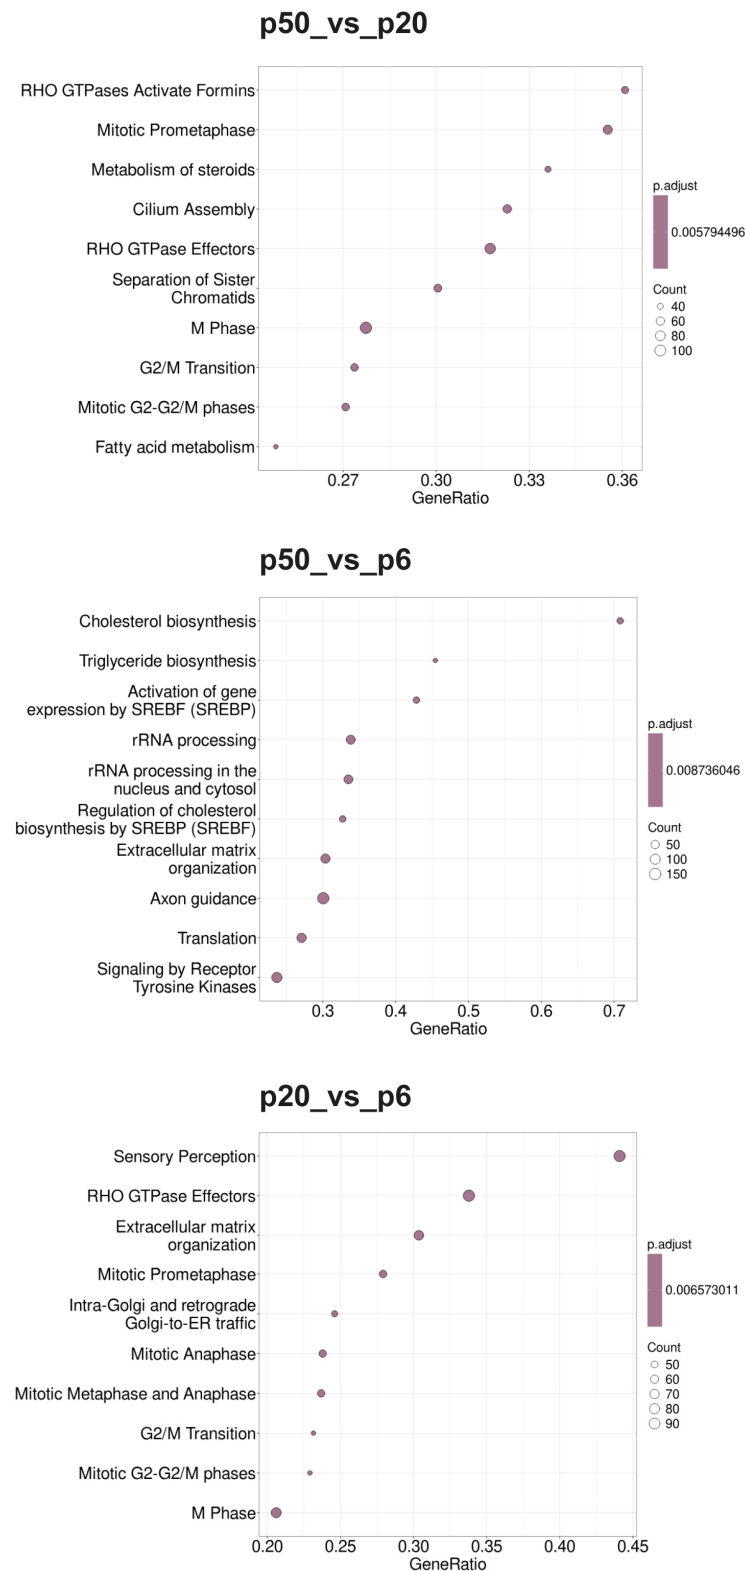 p50_vs_p20
RHO GTPases Activate Formins
Mitotic Prometaphase
Metabolism of steroids
Cilium Assembly
RHO GTPase Effectors
Separation of Sister
Chromatids
M Phase
G2/M Transition
Mitotic G2-G2/M phases
Fatty acid metabolism
0.27 0.30 0.33 0.36
GeneRatio
p.adjust
0.005794496
Count
40
60
80
100
p50_vs_p6
Cholesterol biosynthesis
Triglyceride biosynthesis
Activation of gene
expression by SREBF (SREBP)
rRNA processing
rRNA processing in the
nucleus and cytosol
Regulation of cholesterol
biosynthesis by SREBP (SREBF)
Extracellular matrix
organization
Axon guidance
Translation
Signaling by Receptor
Tyrosine Kinases
0.3 0.4 0.5 0.6 0.7
GeneRatio
p.adjust
0.008736046
Count
50
100
150
p20_vs_p6
Sensory Perception
RHO GTPase Effectors
Extracellular matrix
organization
Mitotic Prometaphase
Intra-Golgi and retrograde
Golgi-to-ER traffic
Mitotic Anaphase
Mitotic Metaphase and Anaphase
G2/M Transition
Mitotic G2-G2/M phases
M Phase
0.20 0.25 0.30 0.35 0.40 0.45
GeneRatio
p.adjust
0.006573011
Count
50
60
70
80
90